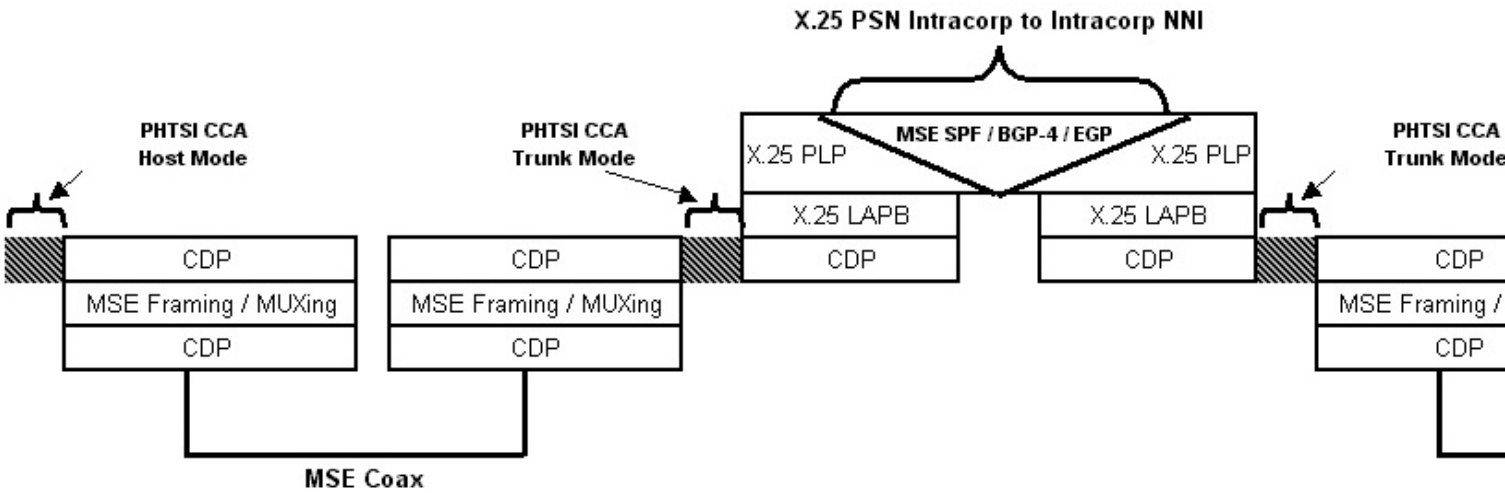 X.25 PSN Intracorp to Intracorp NNI
PHTSI CCA
Host Mode
PHTSI CCA
Trunk Mode
MSE SPF / BGP-4 / EGP
X.25 PLP
X.25 PLP
PHTSI CCA
Trunk Mode
X.25 LAPB
X.25 LAPB
CDP
CDP
CDP
CDP
CDP
MSE Framing / MUXing
MSE Framing / MUXing
MSE Framing /
CDP
CDP
CDP
MSE Coax